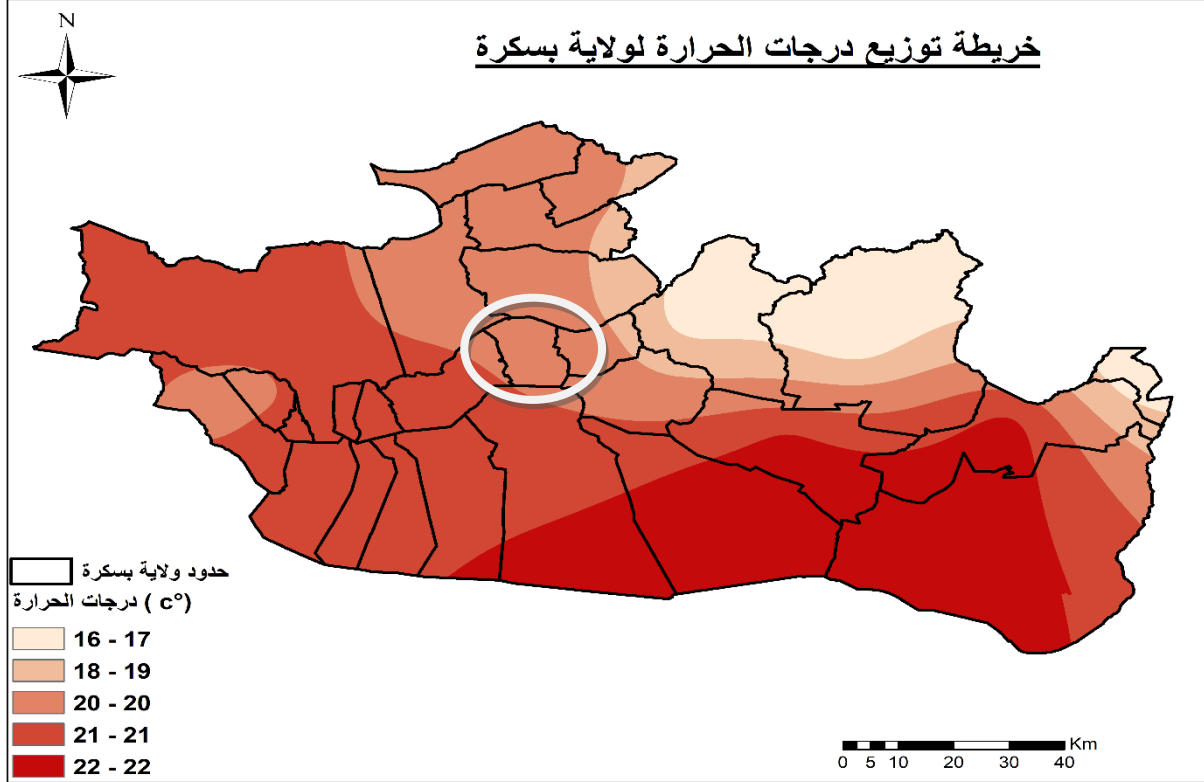 N
خريطة توزيع درجات الحرارة لولاية بسكرة
حدود ولاية بسكرة
درجات الحرارة ( c°)
16 - 17
18 - 19
20 - 20
21 - 21
22 - 22
Km
0 5 10 20 30 40